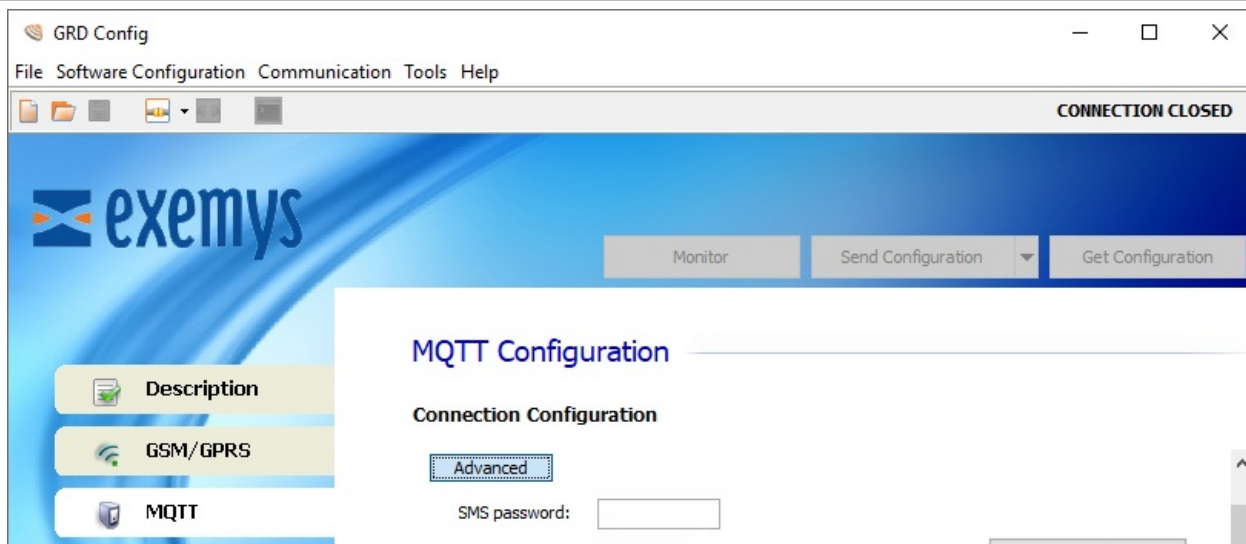 GRD Config
File Software Configuration Communication Tools Help
CONNECTION CLOSED
exemys
Monitor Send Configuration Get Configuration
MQTT Configuration
Description
Connection Configuration
GSM/GPRS
Advanced
MQTT
SMS password: